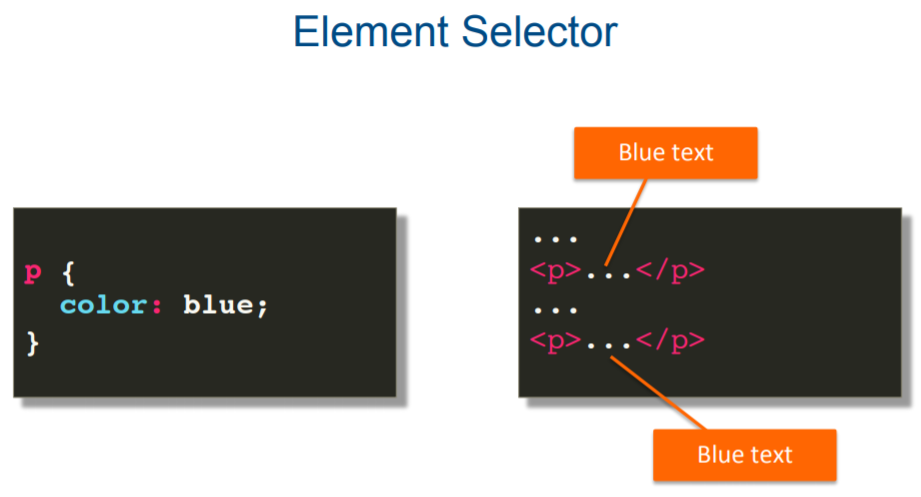 Element Selector
Blue text
p {
color: blue;
}
...
<p>...</p>
...
<p>...</p>
Blue text